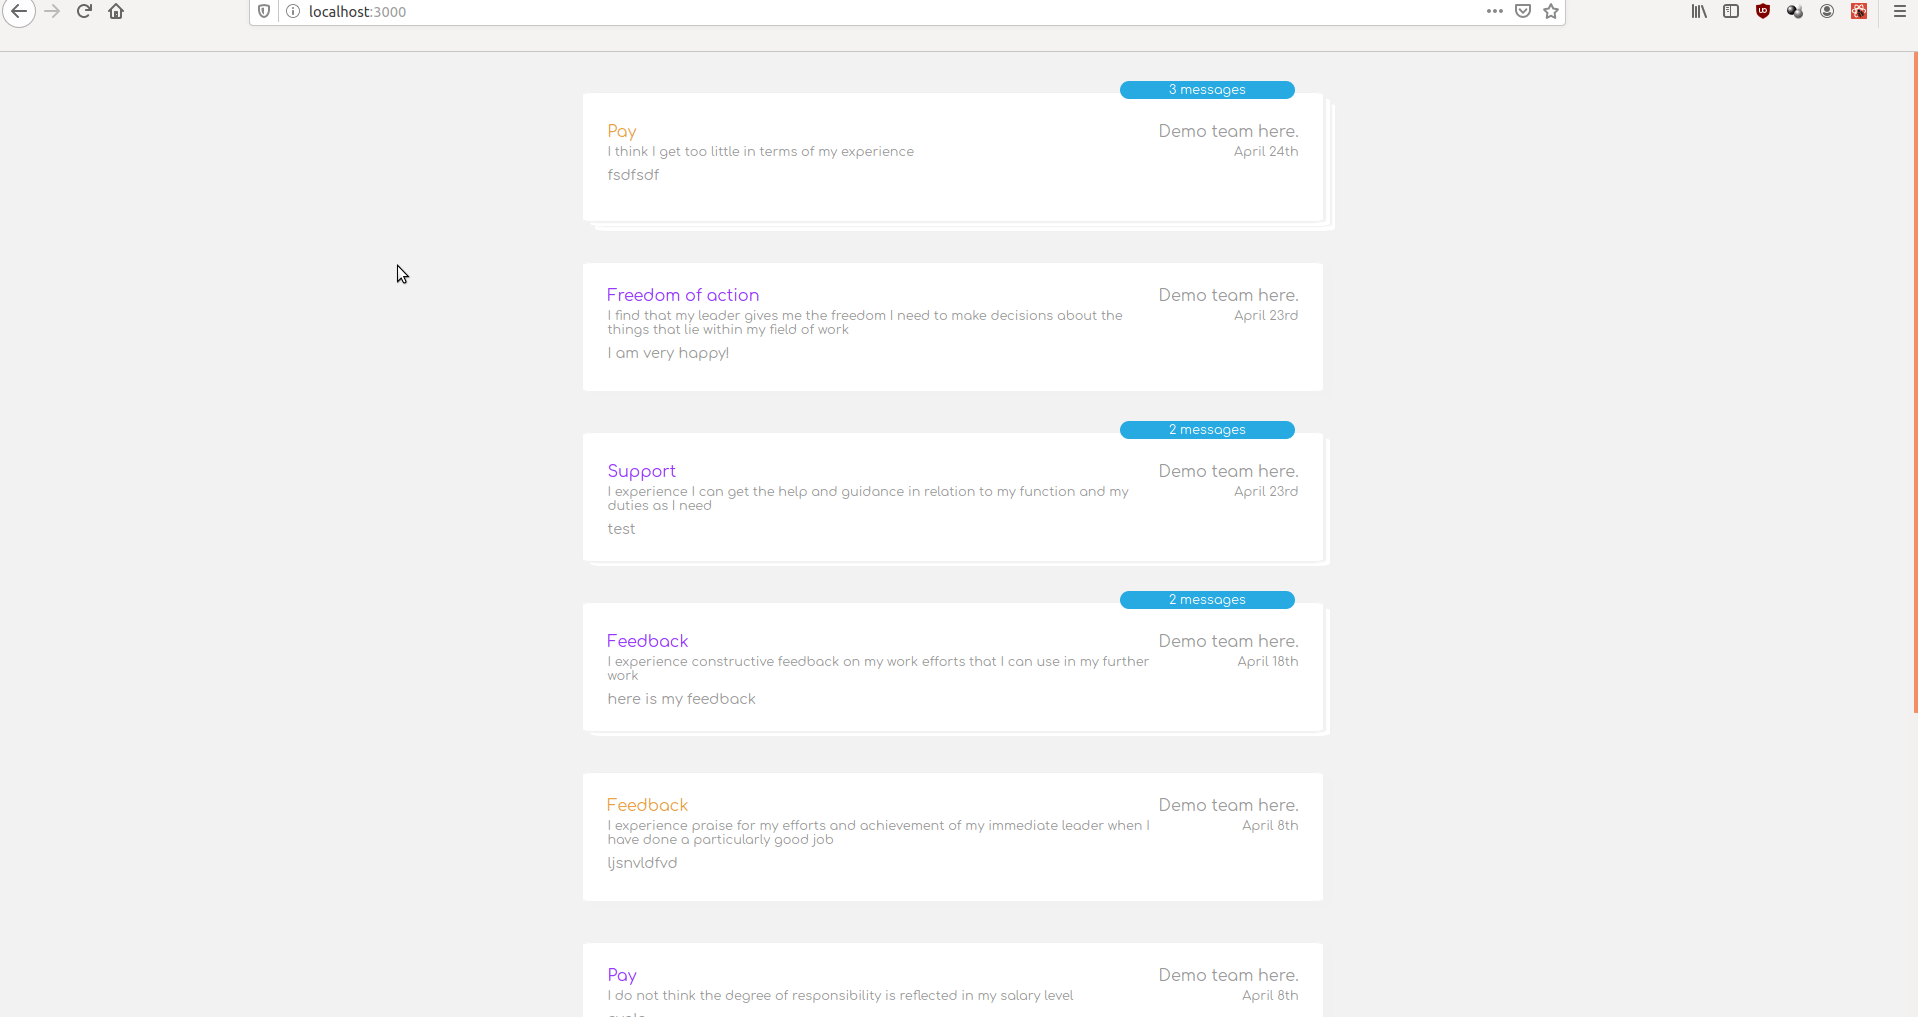 localhost:3000
3 messages
Pay
Demo team here.
I think I get too little in terms of my experience
April 24th
fsdfsdf
Freedom of action
Demo team here.
I find that my leader gives me the freedom I need to make decisions about the
April 23rd
things that lie within my field of work
I am very happy!
2 messages
Support
Demo team here.
I experience I can get the help and guidance in relation to my function and my
April 23rd
duties as I need
test
2 messages
Feedback
Demo team here.
I experience constructive feedback on my work efforts that I can use in my further
April 18th
work
here is my feedback
Feedback
Demo team here.
I experience praise for my efforts and achievement of my immediate leader when I
April 8th
have done a particularly good job
ljsnvldfvd
Pay
Demo team here.
I do not think the degree of responsibility is reflected in my salary level
April 8th